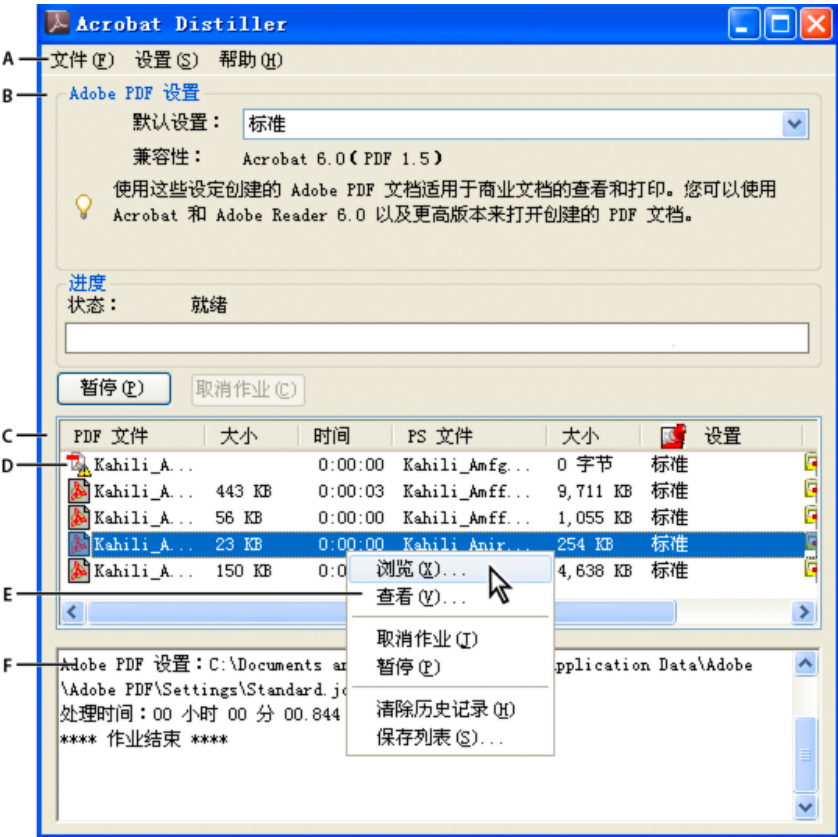 Acrobat Distiller
A 文件(F) 设置(S) 帮助(H)
B Adobe PDF 设置
默认设置： 标准
兼容性： Acrobat 6.0(PDF 1.5)
使用这些设定创建的 Adobe PDF 文档适用于商业文档的查看和打印。您可以使用
Acrobat 和 Adobe Reader 6.0 以及更高版本来打开创建的 PDF 文档。
进度
状态： 就绪
暂停(P) 取消作业(C)
C PDF 文件 大小 时间 PS 文件 大小 设置
D Kahili_A... 0:00:00 Kahili_Amfg... 0 字节 标准
Kahili_A... 443 KB 0:00:03 Kahili_Amff... 9,711 KB 标准
Kahili_A... 56 KB 0:00:00 Kahili_Amff... 1,055 KB 标准
Kahili_A... 23 KB 0:00:00 Kahili_Anir... 254 KB 标准
Kahili_A... 150 KB 0:0 4,638 KB 标准
浏览(X)...
E 查看(V)...
取消作业(T)
暂停(P)
清除历史记录(H)
保存列表(S)...
F Adobe PDF 设置：C:\Documents an pplication Data\Adobe
\Adobe PDF\Settings\Standard.jo
处理时间：00 小时 00 分 00.844
**** 作业结束 ****